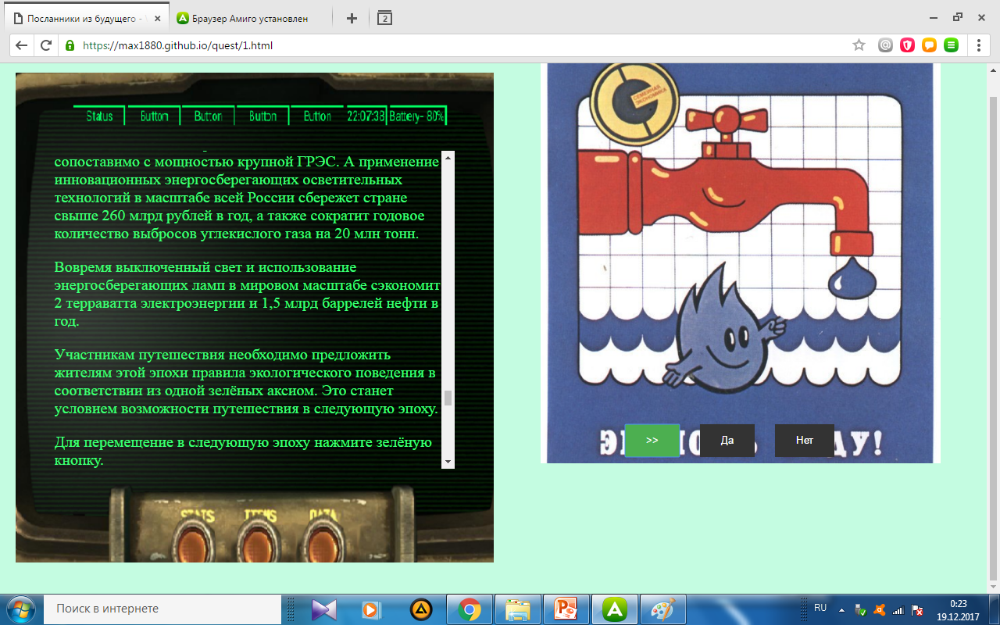 Посланники из будущего -
Браузер Амиго установлен
2
https://max1880.github.io/quest/1.html
Status
Button
Button
Button
Button
22:07:38
Battery- 80%
сопоставимо с мощностью крупной ГРЭС. А применение
инновационных энергосберегающих осветительных
технологий в масштабе всей России сбережет стране
свыше 260 млрд рублей в год, а также сократит годовое
количество выбросов углекислого газа на 20 млн тонн.
Вовремя выключенный свет и использование
энергосберегающих ламп в мировом масштабе сэкономит
2 терраватта электроэнергии и 1,5 млрд баррелей нефти в
год.
Участникам путешествия необходимо предложить
жителям этой эпохи правила экологического поведения в
соответствии из одной зелёных аксиом. Это станет
условием возможности путешествия в следующую эпоху.
Для перемещение в следующую эпоху нажмите зелёную
кнопку.
STATS
ITEMS
DATA
СЕМЕЙНАЯ
ЭКОНОМИКА
>>
Да
Нет
Поиск в интернете
RU
0:23
19.12.2017